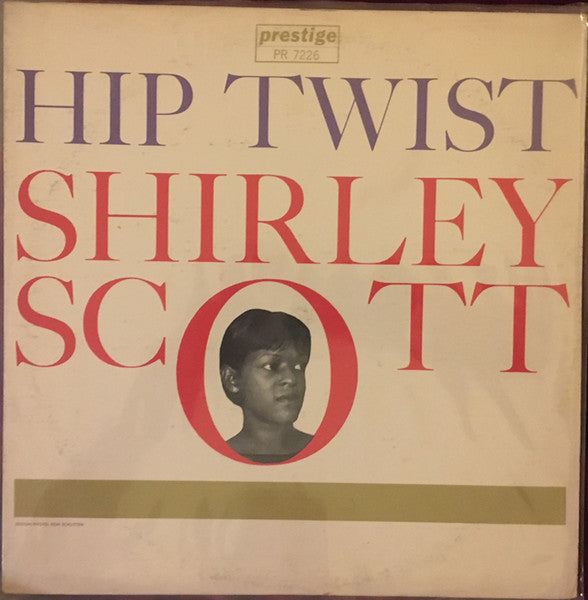 prestige
PR 7226
HIP TWIST
SHIRLEY
SCOTT